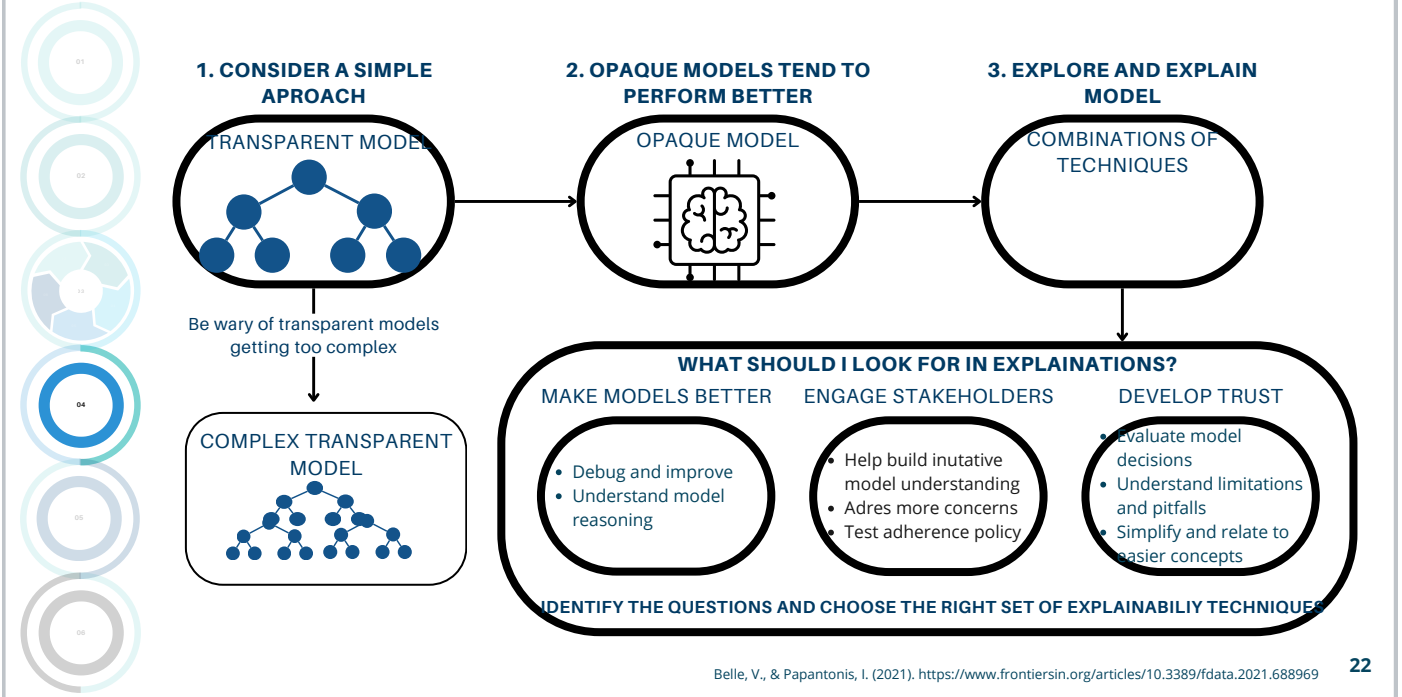 01
02
04
05
06
1. CONSIDER A SIMPLE
APROACH
2. OPAQUE MODELS TEND TO
PERFORM BETTER
3. EXPLORE AND EXPLAIN
MODEL
TRANSPARENT MODEL
OPAQUE MODEL
COMBINATIONS OF
TECHNIQUES
Be wary of transparent models
getting too complex
COMPLEX TRANSPARENT
MODEL
WHAT SHOULD I LOOK FOR IN EXPLAINATIONS?
MAKE MODELS BETTER
• Debug and improve
• Understand model
reasoning
ENGAGE STAKEHOLDERS
• Help build inutative
model understanding
• Adres more concerns
• Test adherence policy
DEVELOP TRUST
• Evaluate model
decisions
• Understand limitations
and pitfalls
• Simplify and relate to
easier concepts
IDENTIFY THE QUESTIONS AND CHOOSE THE RIGHT SET OF EXPLAINABILIY TECHNIQUES
Belle, V., & Papantonis, I. (2021). https://www.frontiersin.org/articles/10.3389/fdata.2021.688969
22